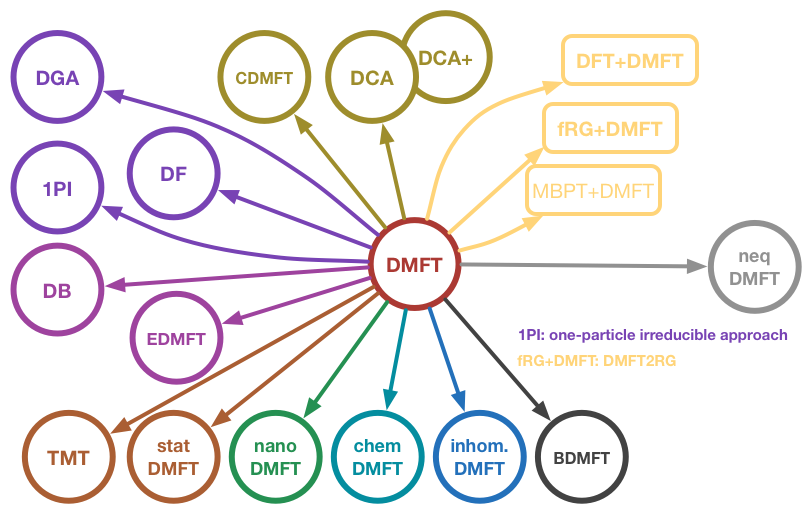 DGA
CDMFT
DCA
DCA+
DFT+DMFT
fRG+DMFT
MBPT+DMFT
1PI
DF
DMFT
neq
DMFT
DB
EDMFT
1PI: one-particle irreducible approach
fRG+DMFT: DMFT2RG
TMT
stat
DMFT
nano
DMFT
chem
DMFT
inhom.
DMFT
BDMFT